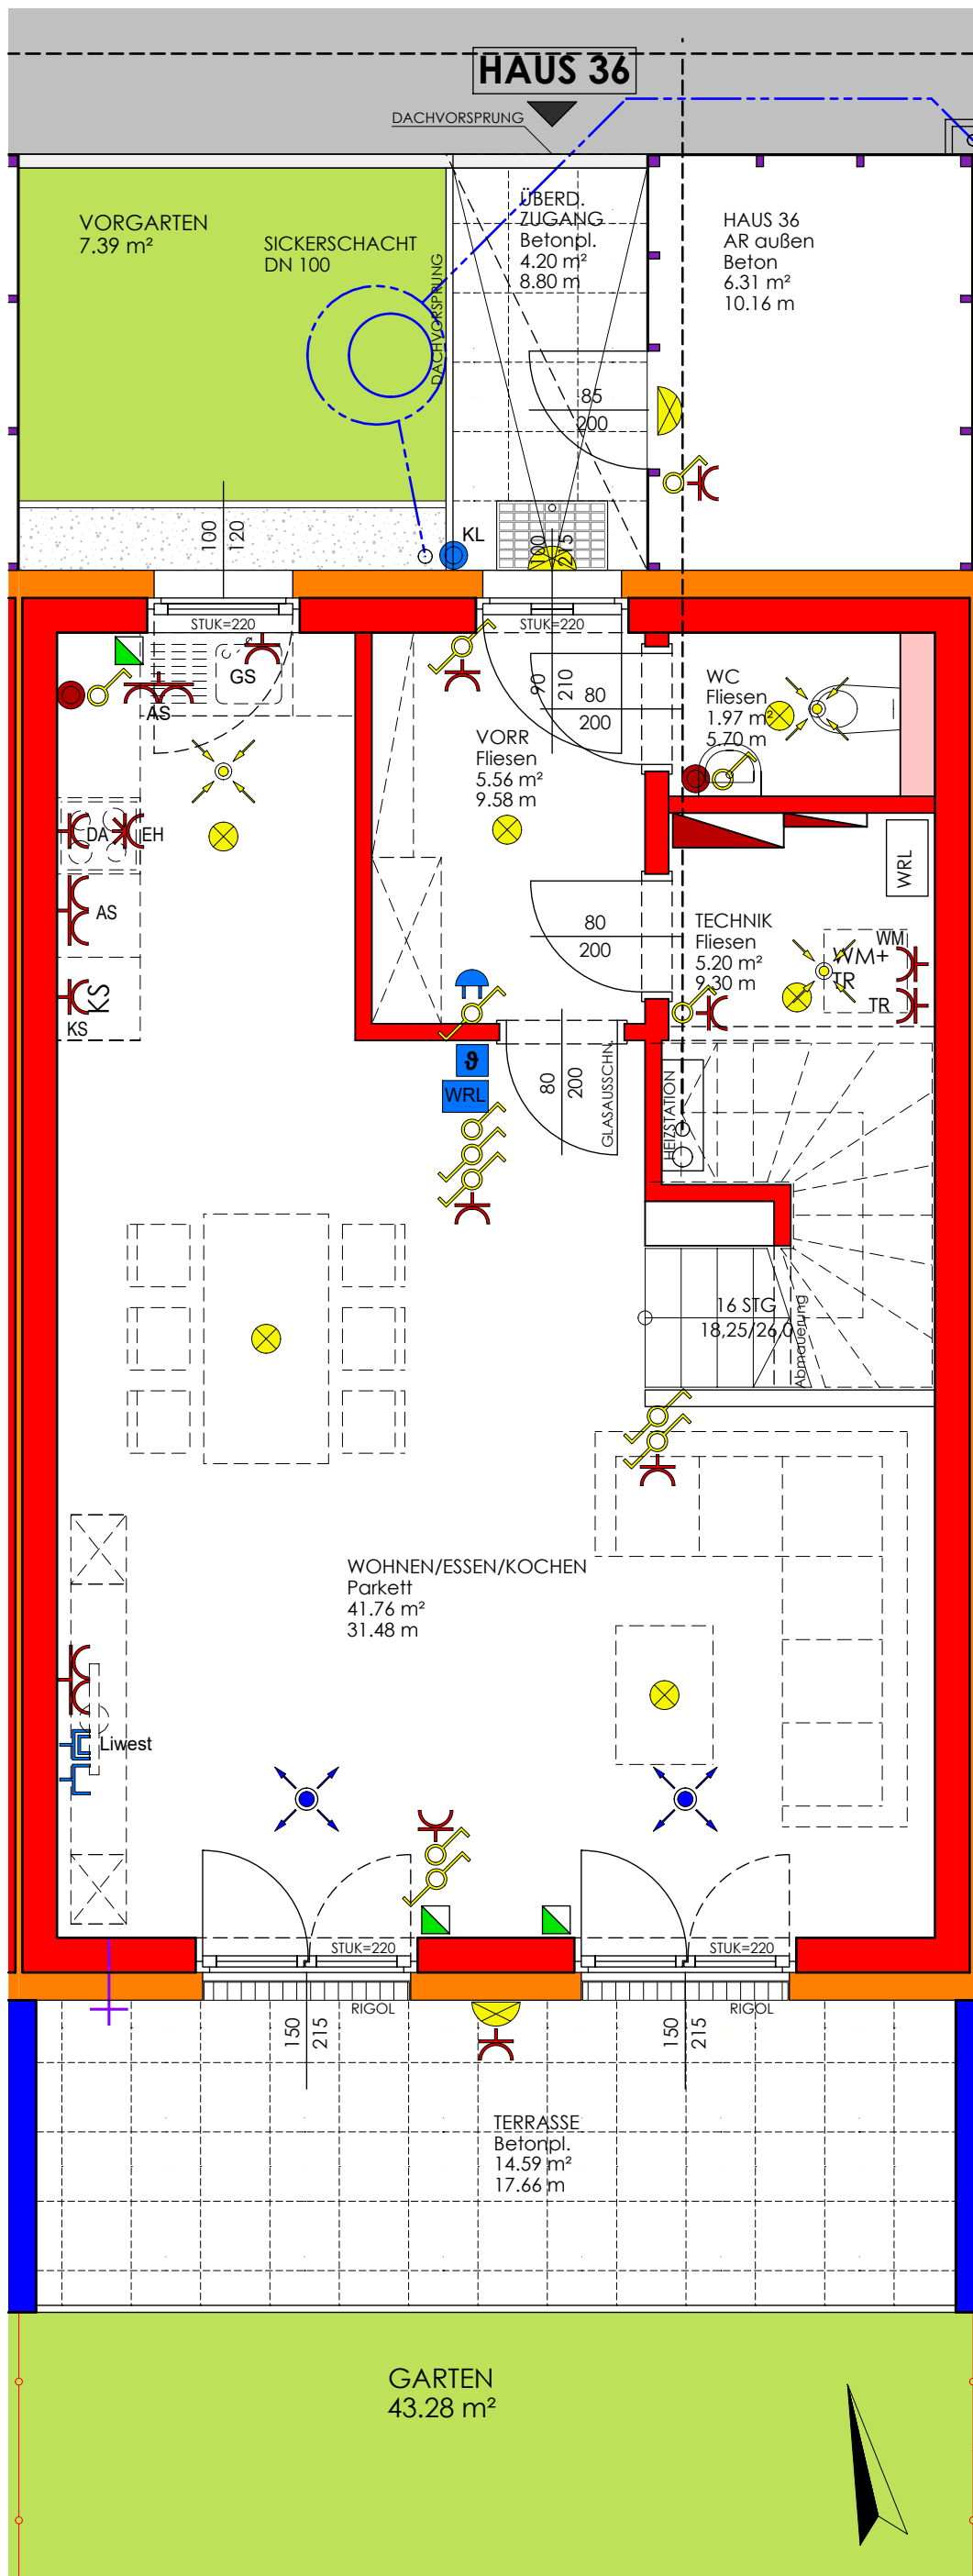 HAUS 36
DACHVORSPRUNG
VORGARTEN
7.39 m²
SICKERSCHACHT
DN 100
DACHVORSPRUNG
ÜBERD.
ZUGANG
Betonpl.
4.20 m²
8.80 m
HAUS 36
AR außen
Beton
6.31 m²
10.16 m
85
200
100
120
KL
100
215
STUK=220
STUK=220
GS
AS
90
210
80
200
WC
Fliesen
1.97 m²
5.70 m
VORR
Fliesen
5.56 m²
9.58 m
DA
EH
WRL
AS
80
200
TECHNIK
Fliesen
5.20 m²
9.30 m
WM
WM+
TR
TR
KS
KS
ϑ
WRL
80
200
GLASAUSSCHN.
HEIZSTATION
16 STG
18,25/26,0
Abmauerung
WOHNEN/ESSEN/KOCHEN
Parkett
41.76 m²
31.48 m
Liwest
STUK=220
STUK=220
RIGOL
RIGOL
150
215
150
215
TERRASSE
Betonpl.
14.59 m²
17.66 m
GARTEN
43.28 m²